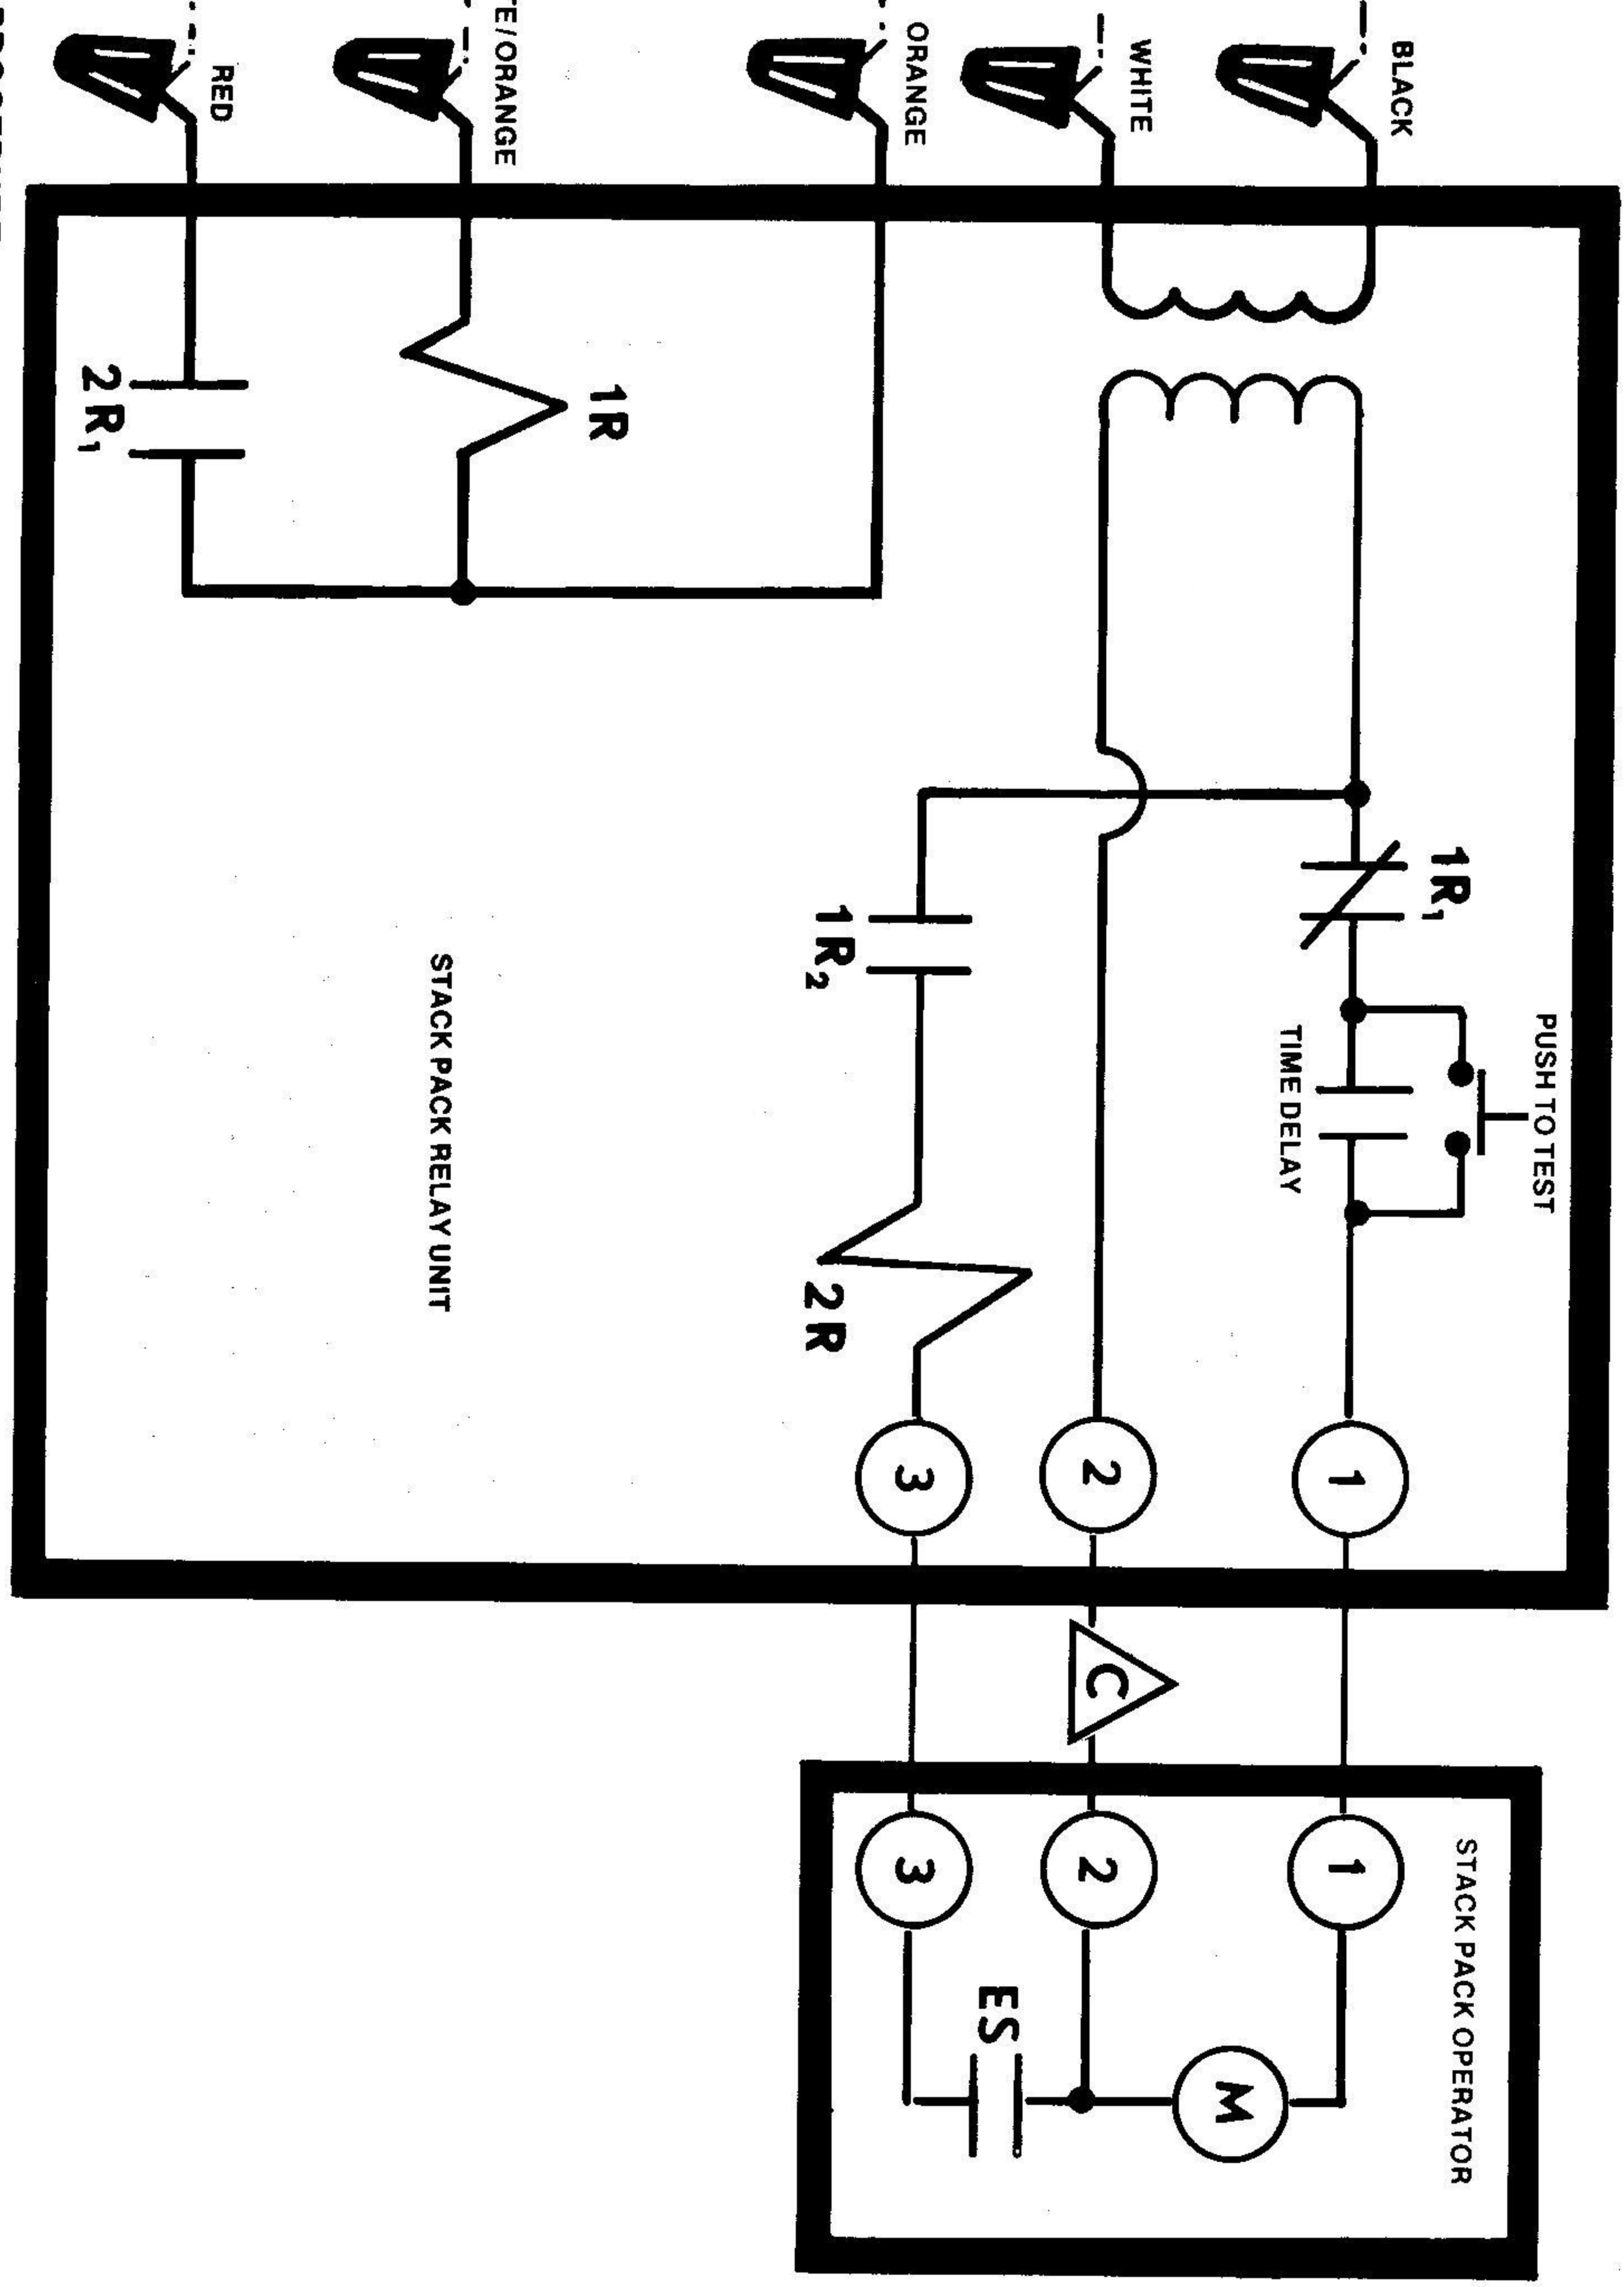 BLACK
WHITE
ORANGE
TE/ORANGE
RED
1R
2R₁
1R₁
PUSH TO TEST
TIME DELAY
1R₂
2R
STACK PACK RELAY UNIT
1
2
3
C
STACK PACK OPERATOR
1
2
3
M
ES